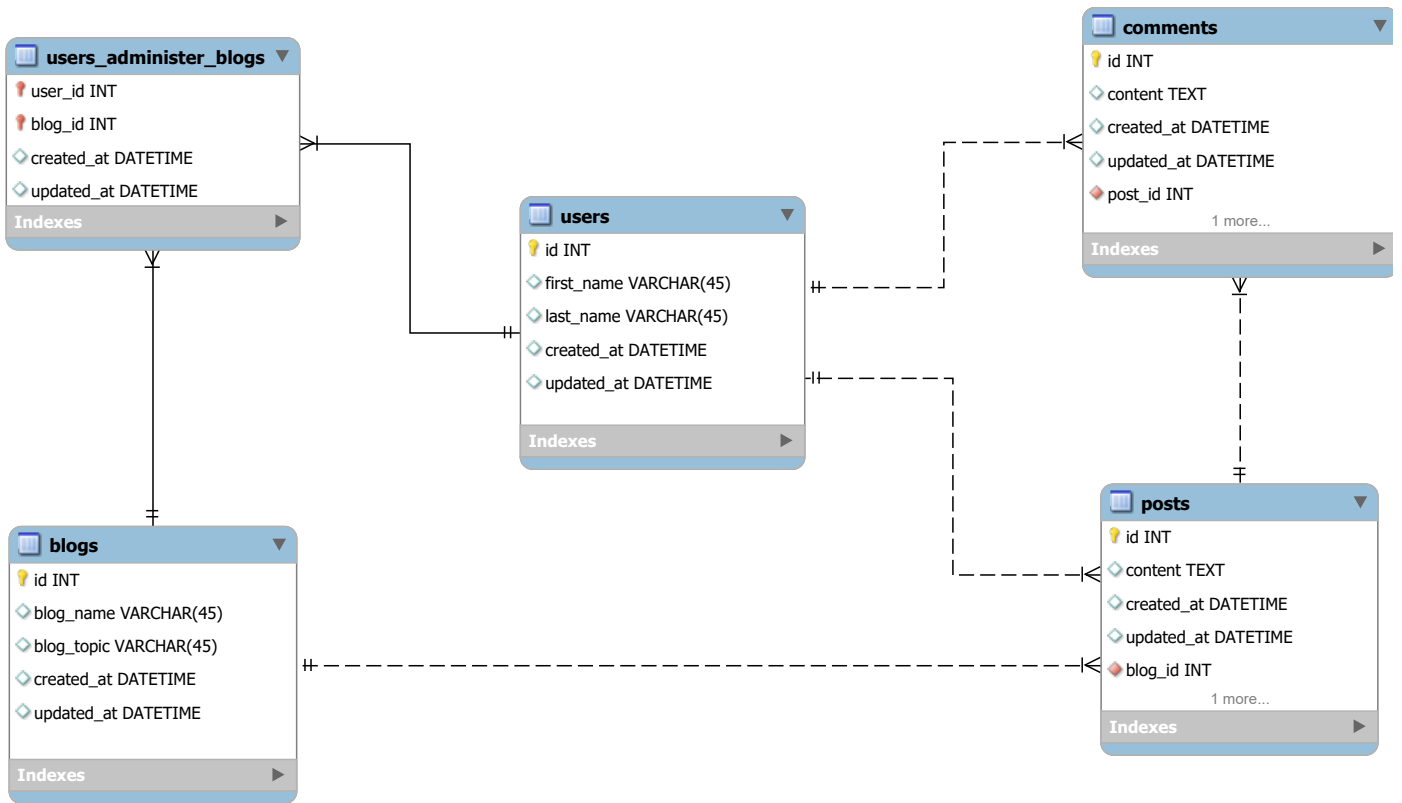 users_administer_blogs
user_id INT
blog_id INT
created_at DATETIME
updated_at DATETIME
Indexes
users
id INT
first_name VARCHAR(45)
last_name VARCHAR(45)
created_at DATETIME
updated_at DATETIME
Indexes
comments
id INT
content TEXT
created_at DATETIME
updated_at DATETIME
post_id INT
1 more...
Indexes
blogs
id INT
blog_name VARCHAR(45)
blog_topic VARCHAR(45)
created_at DATETIME
updated_at DATETIME
Indexes
posts
id INT
content TEXT
created_at DATETIME
updated_at DATETIME
blog_id INT
1 more...
Indexes